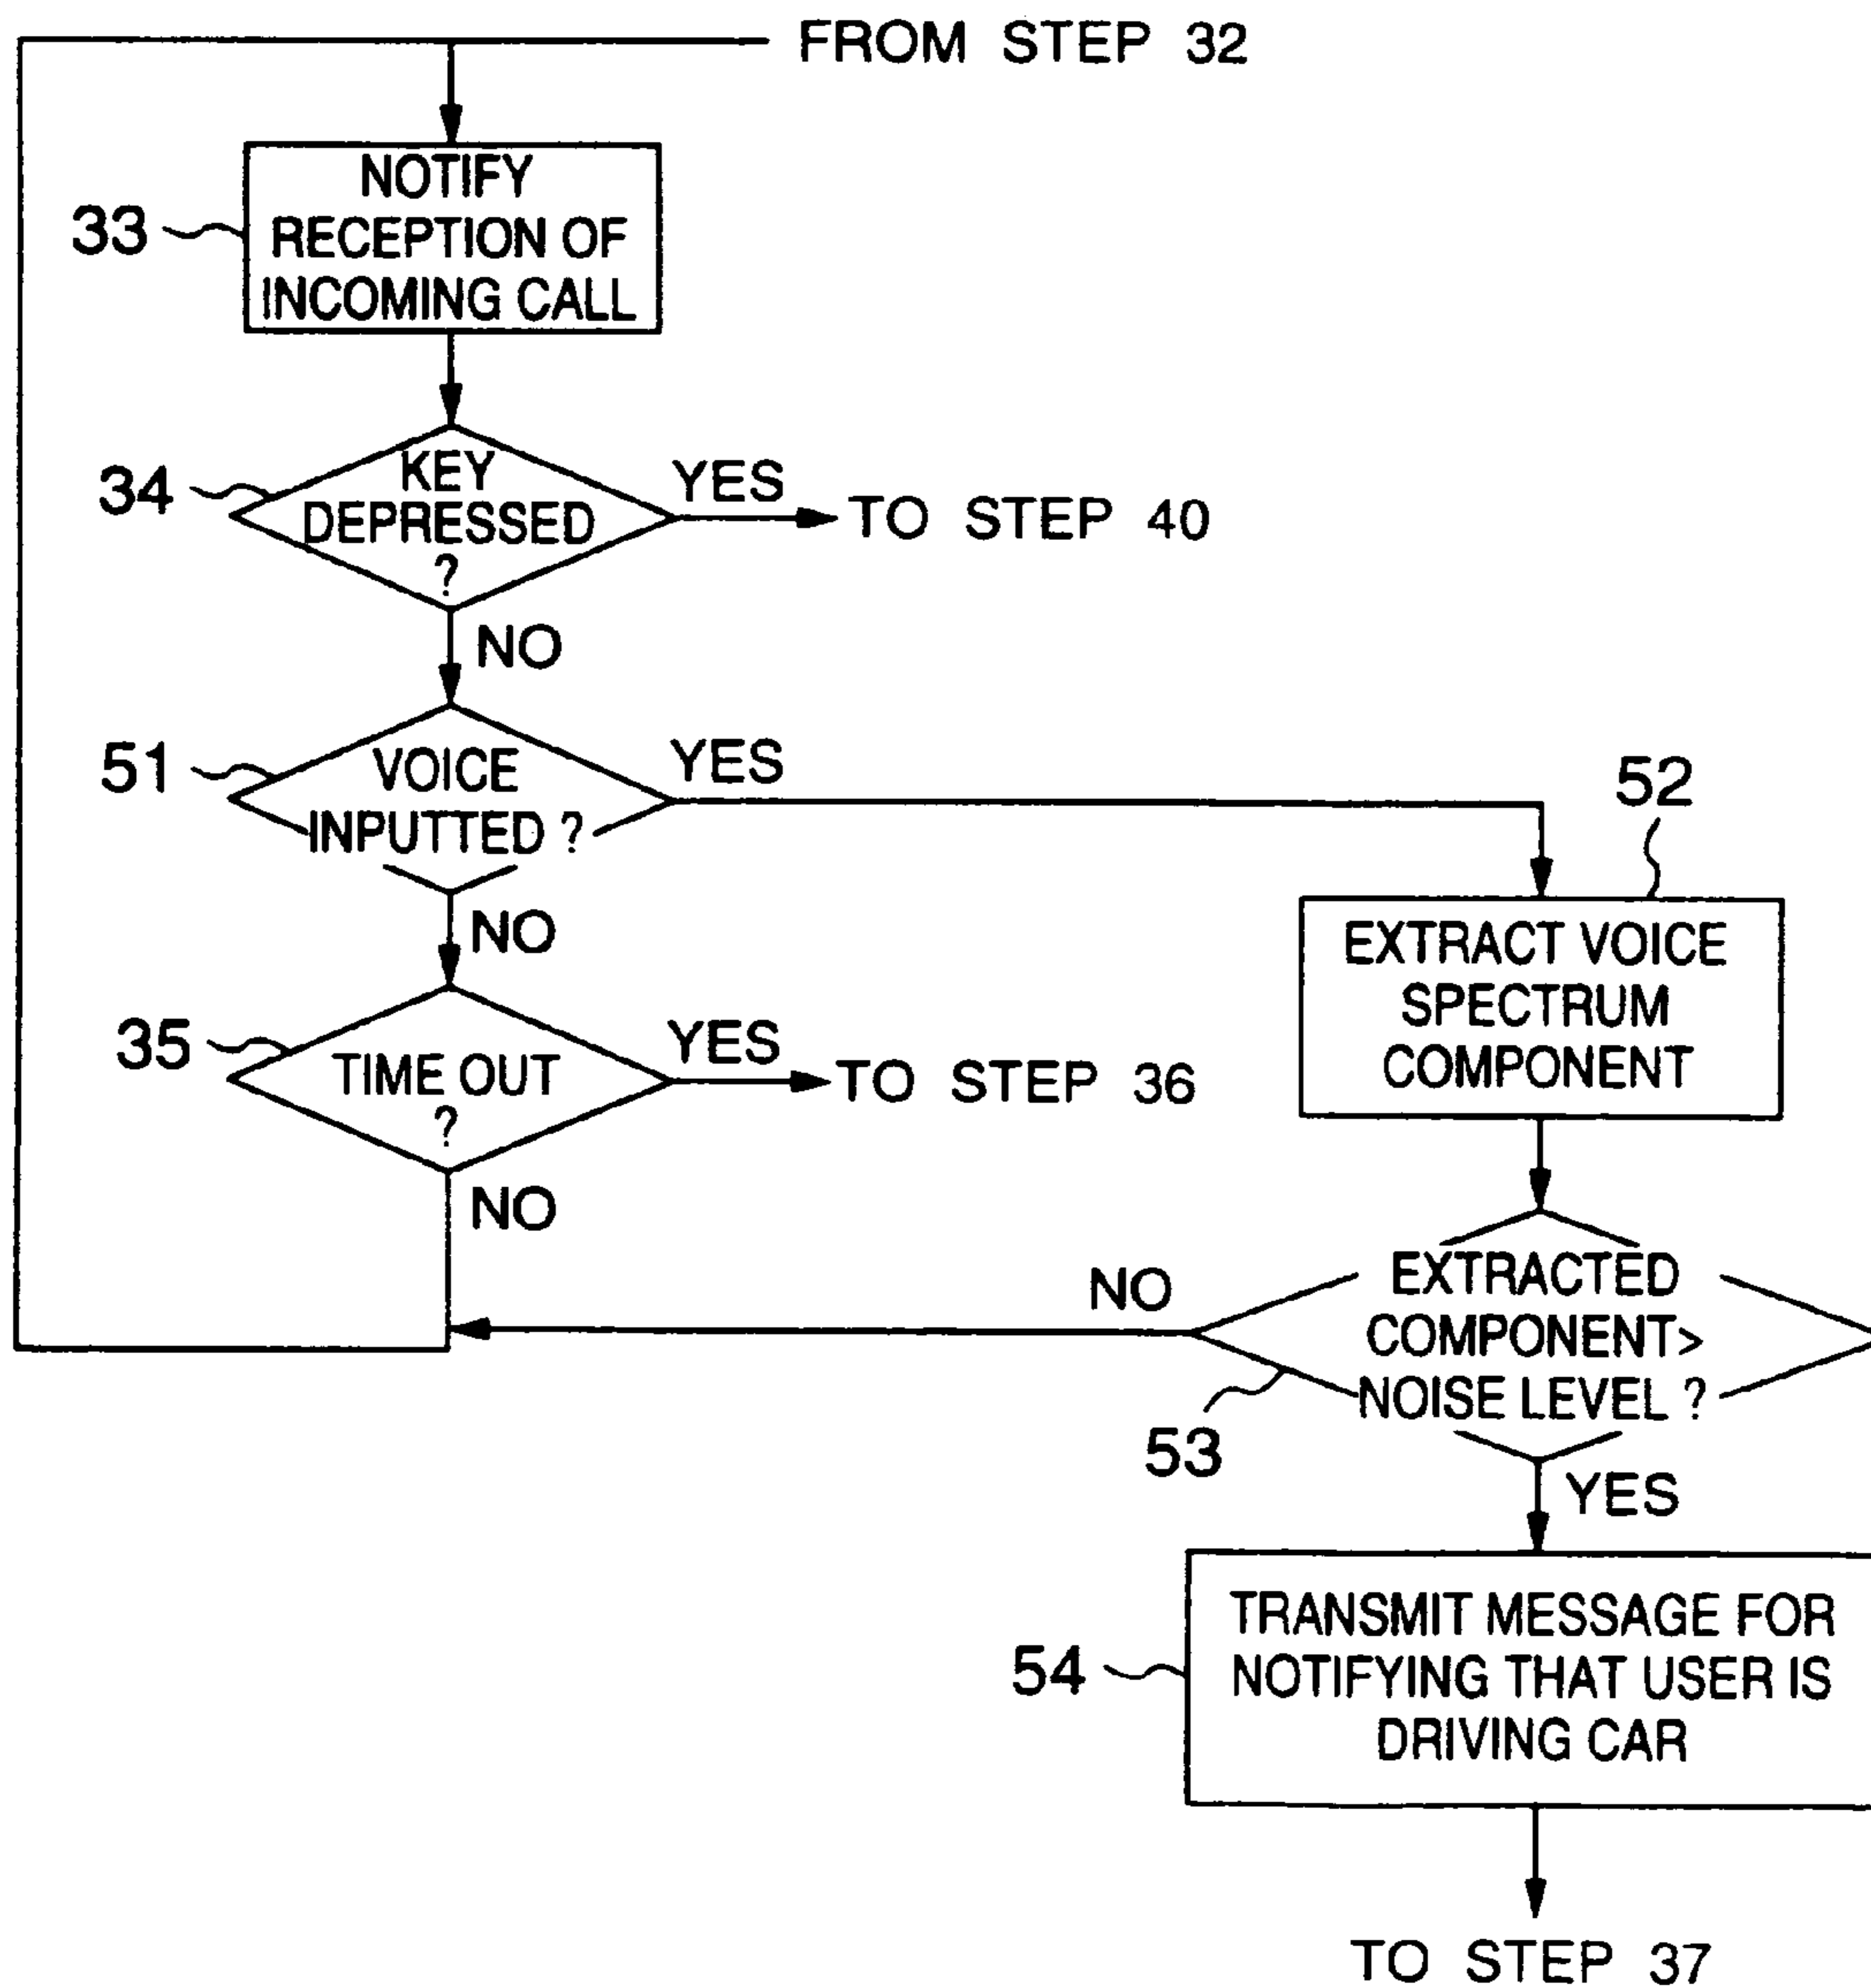 FROM STEP 32
NOTIFY
RECEPTION OF
INCOMING CALL
33
KEY
DEPRESSED
?
34
YES
TO STEP 40
NO
VOICE
INPUTTED ?
51
YES
52
NO
EXTRACT VOICE
SPECTRUM
COMPONENT
TIME OUT
?
35
YES
TO STEP 36
NO
EXTRACTED
COMPONENT>
NOISE LEVEL ?
NO
53
YES
TRANSMIT MESSAGE FOR
NOTIFYING THAT USER IS
DRIVING CAR
54
TO STEP 37